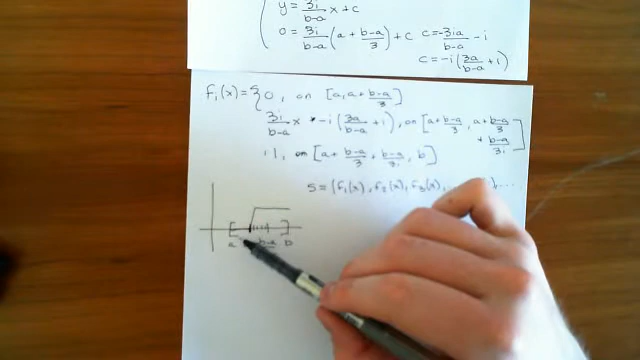 y = 3i/b-a x + c
0 = 3i/b-a (a + b-a/3) + c   c = -3ia/b-a - i
c = -i(3a/b-a + 1)
f₁(x) = { 0, on [a, a + b-a/3]
3i/b-a x - i(3a/b-a + 1), on [a + b-a/3, a + b-a/3 + b-a/3i]
1, on [a + b-a/3 + b-a/3i, b]
S = {f₁(x), f₂(x), f₃(x),
a b-a b